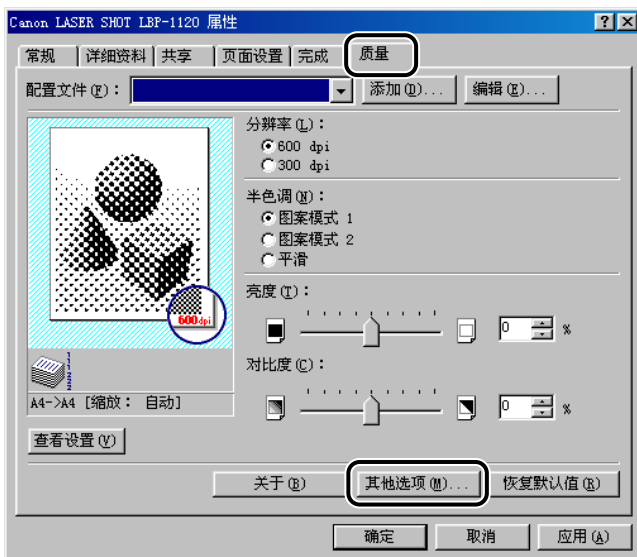 Canon LASER SHOT LBP-1120 属性
常规 详细资料 共享 页面设置 完成 质量
配置文件(F)： 添加(D)... 编辑(E)...
分辨率(L)：
600 dpi
300 dpi
半色调(N)：
图案模式 1
图案模式 2
平滑
600dpi
亮度(T)：
0 %
对比度(C)：
0 %
1
1
2
2
A4->A4 [缩放： 自动]
查看设置(V)
关于(B) 其他选项(M)... 恢复默认值(R)
确定 取消 应用(A)